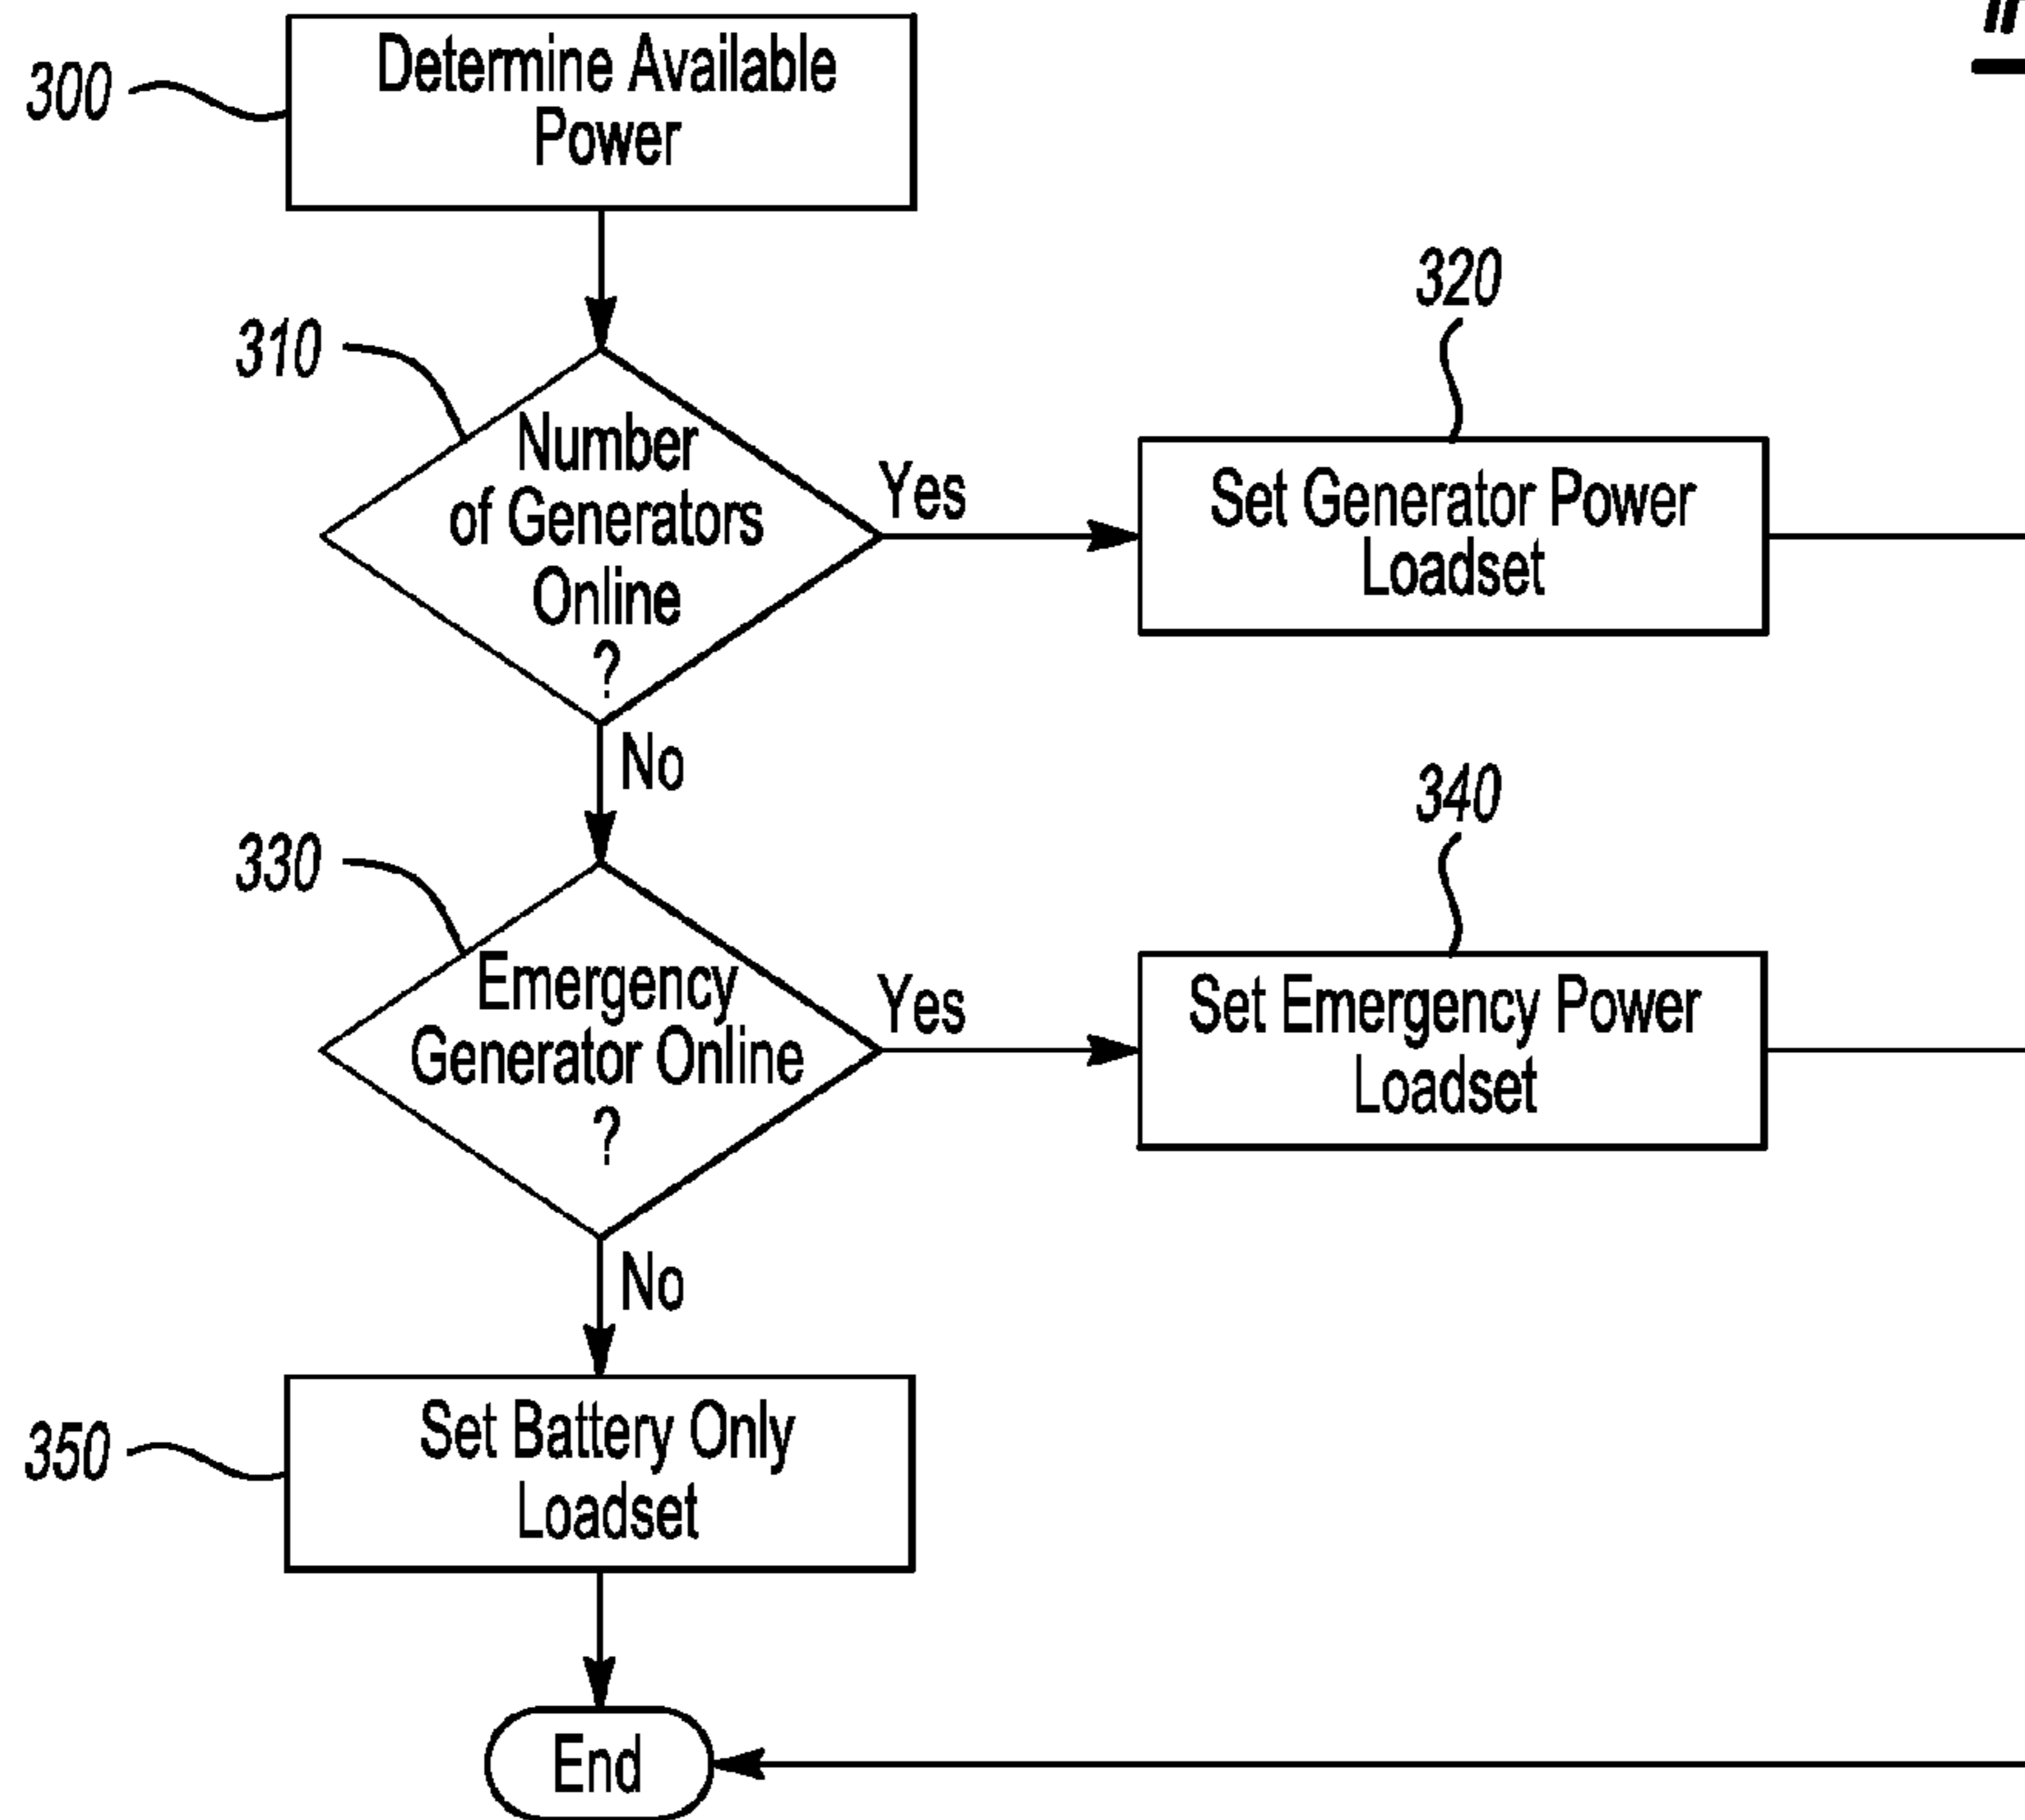 300
Determine Available
Power
310
Number
of Generators
Online
?
Yes
320
Set Generator Power
Loadset
No
330
Emergency
Generator Online
?
Yes
340
Set Emergency Power
Loadset
No
350
Set Battery Only
Loadset
End